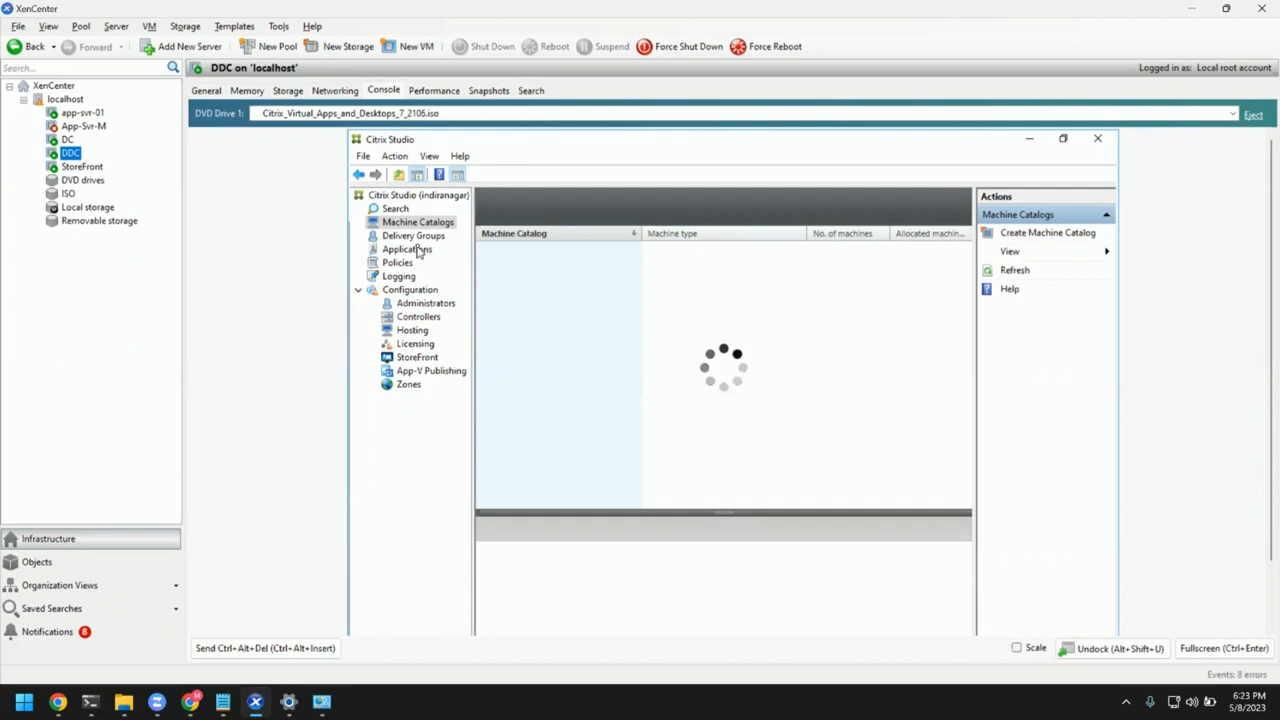 XenCenter
File View Pool Server VM Storage Templates Tools Help
Back Forward Add New Server New Pool New Storage New VM Shut Down Reboot Suspend Force Shut Down Force Reboot
Search...
DDC on 'localhost'
Logged in as: Local root account
XenCenter
localhost
app-svr-01
App-Svr-M
DC
DDC
StoreFront
DVD drives
ISO
Local storage
Removable storage
General Memory Storage Networking Console Performance Snapshots Search
DVD Drive 1: Citrix_Virtual_Apps_and_Desktops_7_2106.iso Eject
Citrix Studio
File Action View Help
Citrix Studio (indiranagar)
Search
Machine Catalogs
Delivery Groups
Applications
Policies
Logging
Configuration
Administrators
Controllers
Hosting
Licensing
StoreFront
App-V Publishing
Zones
Machine Catalog Machine type No. of machines Allocated machin...
Actions
Machine Catalogs
Create Machine Catalog
View
Refresh
Help
Infrastructure
Objects
Organization Views
Saved Searches
Notifications 8
Send Ctrl+Alt+Del (Ctrl+Alt+Insert)
Scale
Undock (Alt+Shift+U)
Fullscreen (Ctrl+Enter)
Events: 8 errors
6:23 PM
5/8/2023